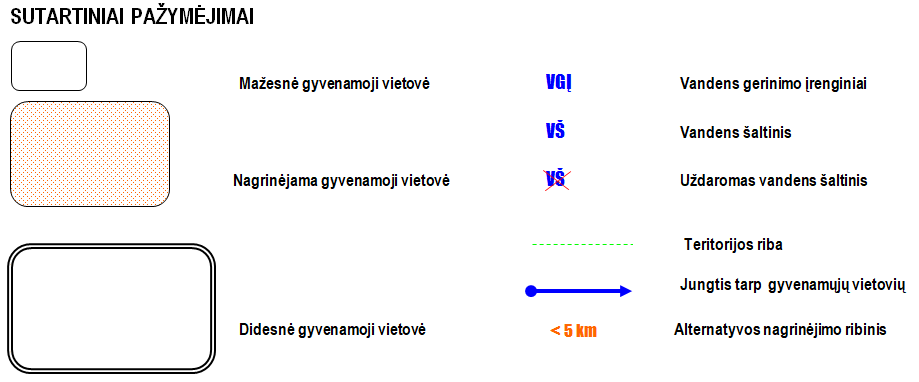 SUTARTINIAI PAŽYMĖJIMAI
Mažesnė gyvenamoji vietovė
VGĮ
Vandens gerinimo įrenginiai
VŠ
Vandens šaltinis
Nagrinėjama gyvenamoji vietovė
VŠ
Uždaromas vandens šaltinis
Teritorijos riba
Jungtis tarp gyvenamųjų vietovių
Didesnė gyvenamoji vietovė
< 5 km
Alternatyvos nagrinėjimo ribinis